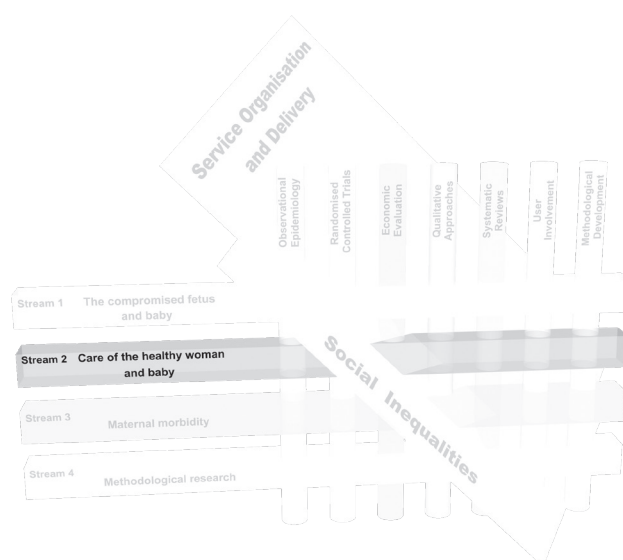 Service Organisation
and Delivery
Observational
Epidemiology
Randomised
Controlled Trials
Economic
Evaluation
Qualitative
Approaches
Systematic
Reviews
User
Involvement
Methodological
Development
Stream 1 The compromised fetus
and baby
Stream 2 Care of the healthy woman
and baby
Social Inequalities
Stream 3 Maternal morbidity
Stream 4 Methodological research